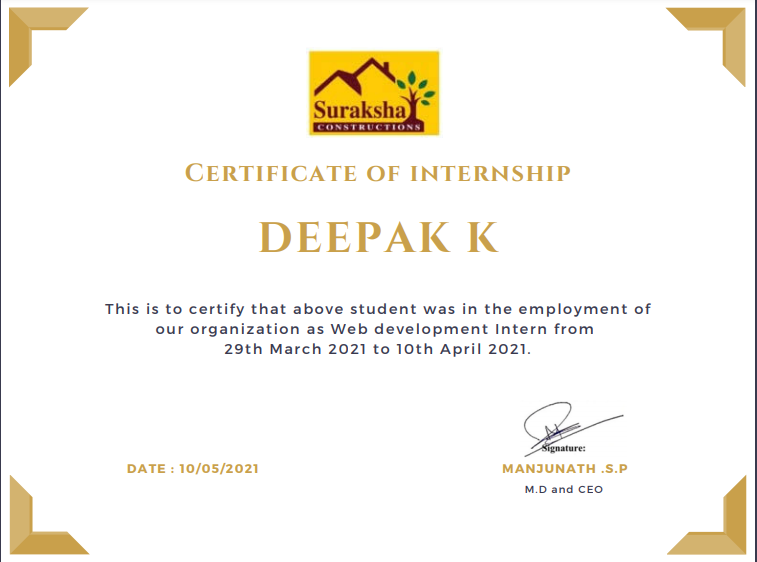 Suraksha
CONSTRUCTIONS
CERTIFICATE OF INTERNSHIP
DEEPAK K
This is to certify that above student was in the employment of
our organization as Web development Intern from
29th March 2021 to 10th April 2021.
Signature:
DATE : 10/05/2021
MANJUNATH .S.P
M.D and CEO